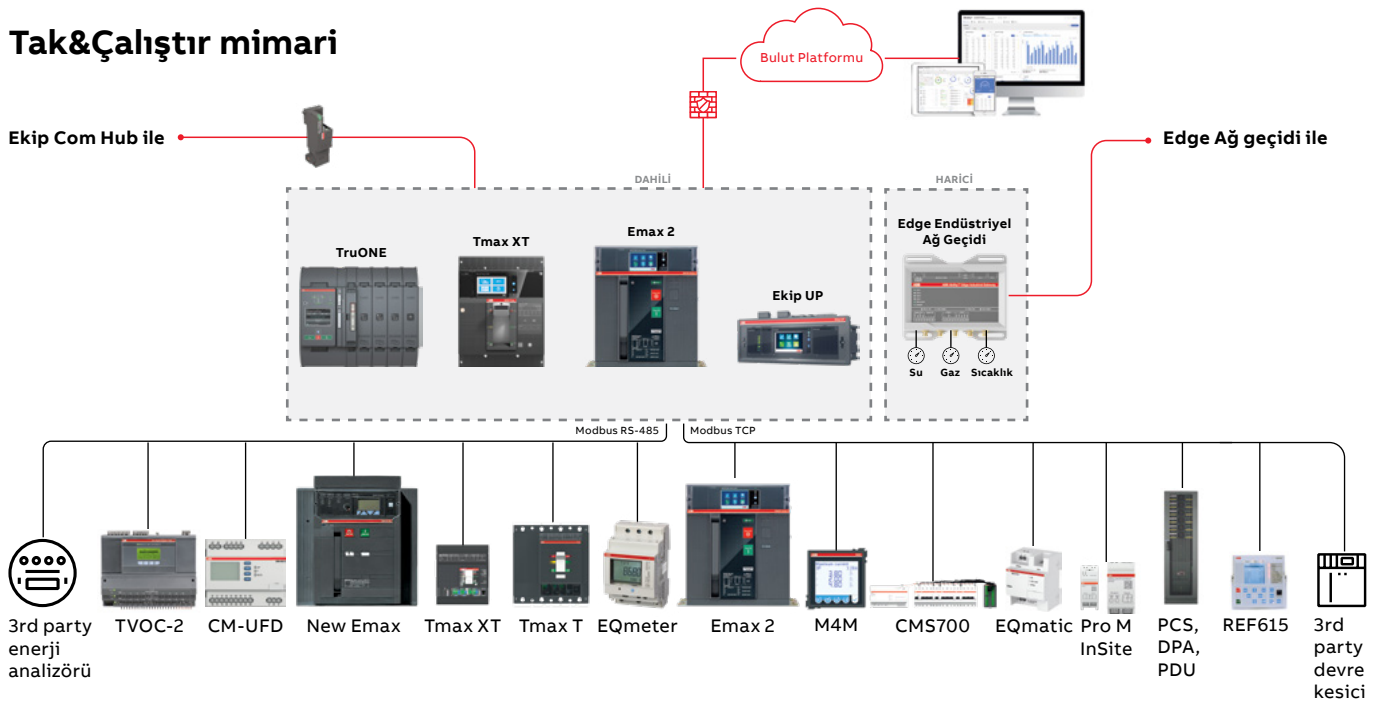 Tak&Çalıştır mimari
Bulut Platformu
Ekip Com Hub ile
Edge Ağ geçidi ile
DAHİLİ
HARİCİ
TruONE
Tmax XT
Emax 2
Ekip UP
Edge Endüstriyel
Ağ Geçidi
Su
Gaz
Sıcaklık
Modbus RS-485
Modbus TCP
3rd party
enerji
analizörü
TVOC-2
CM-UFD
New Emax
Tmax XT
Tmax T
EQmeter
Emax 2
M4M
CMS700
EQmatic
Pro M
InSite
PCS,
DPA,
PDU
REF615
3rd
party
devre
kesici